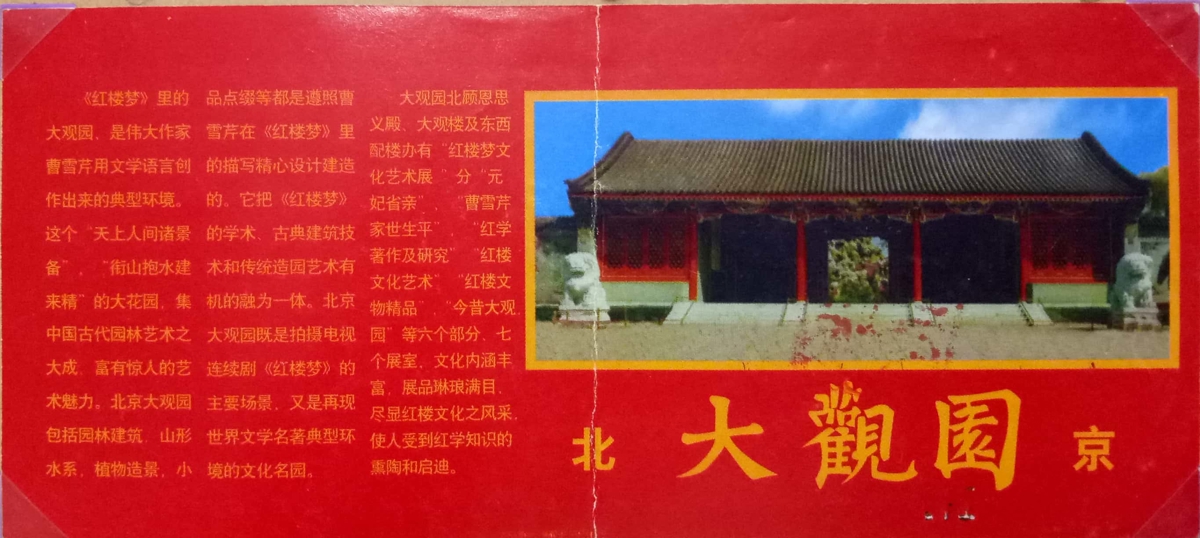 《红楼梦》里的
大观园、是伟大作家
曹雪芹用文学语言创
作出来的典型环境。
这个“天上人间诸景
备”，“衔山抱水建
来精”的大花园，集
中国古代园林艺术之
大成，富有惊人的艺
术魅力。北京大观园
包括园林建筑，山形
水系，植物造景，小
品点缀等都是遵照曹
雪芹在《红楼梦》里
的描写精心设计建造
的。它把《红楼梦》
的学术、古典建筑技
术和传统造园艺术有
机的融为一体。北京
大观园既是拍摄电视
连续剧《红楼梦》的
主要场景，又是再现
世界文学名著典型环
境的文化名园。
大观园北顾恩思
义殿、大观楼及东西
配楼办有“红楼梦文
化艺术展”分“元
妃省亲”，“曹雪芹
家世生平”，“红学
著作及研究”“红楼
文化艺术”“红楼文
物精品”，“今昔大观
园”等六个部分、七
个展室，文化内涵丰
富，展品琳琅满目、
尽显红楼文化之风采，
使人受到红学知识的
熏陶和启迪。
北 大觀園 京